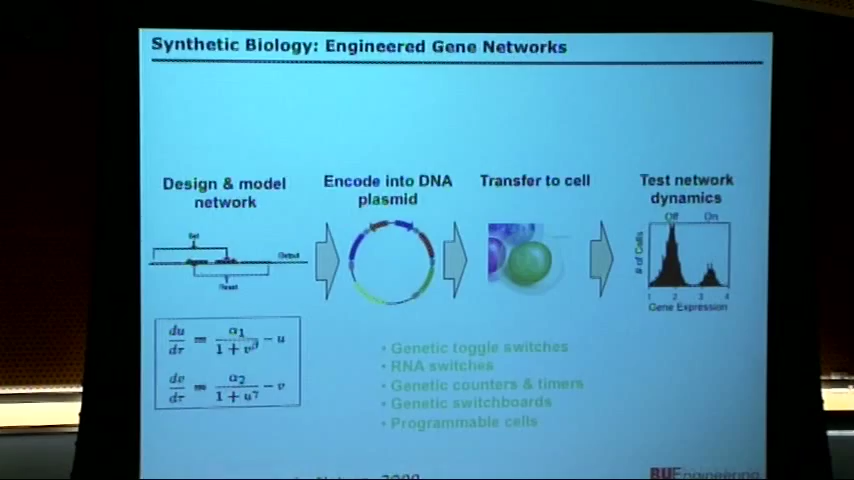 Synthetic Biology: Engineered Gene Networks
Design & model
network
Encode into DNA
plasmid
Transfer to cell
Test network
dynamics
Set
Output
Reset
Off On
# of Cells
1 2 3 4
Gene Expression
du/dτ = α1/(1 + v^β) − u
dv/dτ = α2/(1 + u^γ) − v
• Genetic toggle switches
• RNA switches
• Genetic counters & timers
• Genetic switchboards
• Programmable cells
BUEngineering